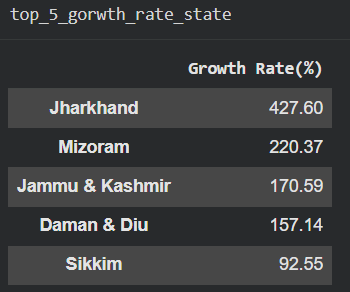 top_5_gorwth_rate_state
Growth Rate(%)
Jharkhand 427.60
Mizoram 220.37
Jammu & Kashmir 170.59
Daman & Diu 157.14
Sikkim 92.55